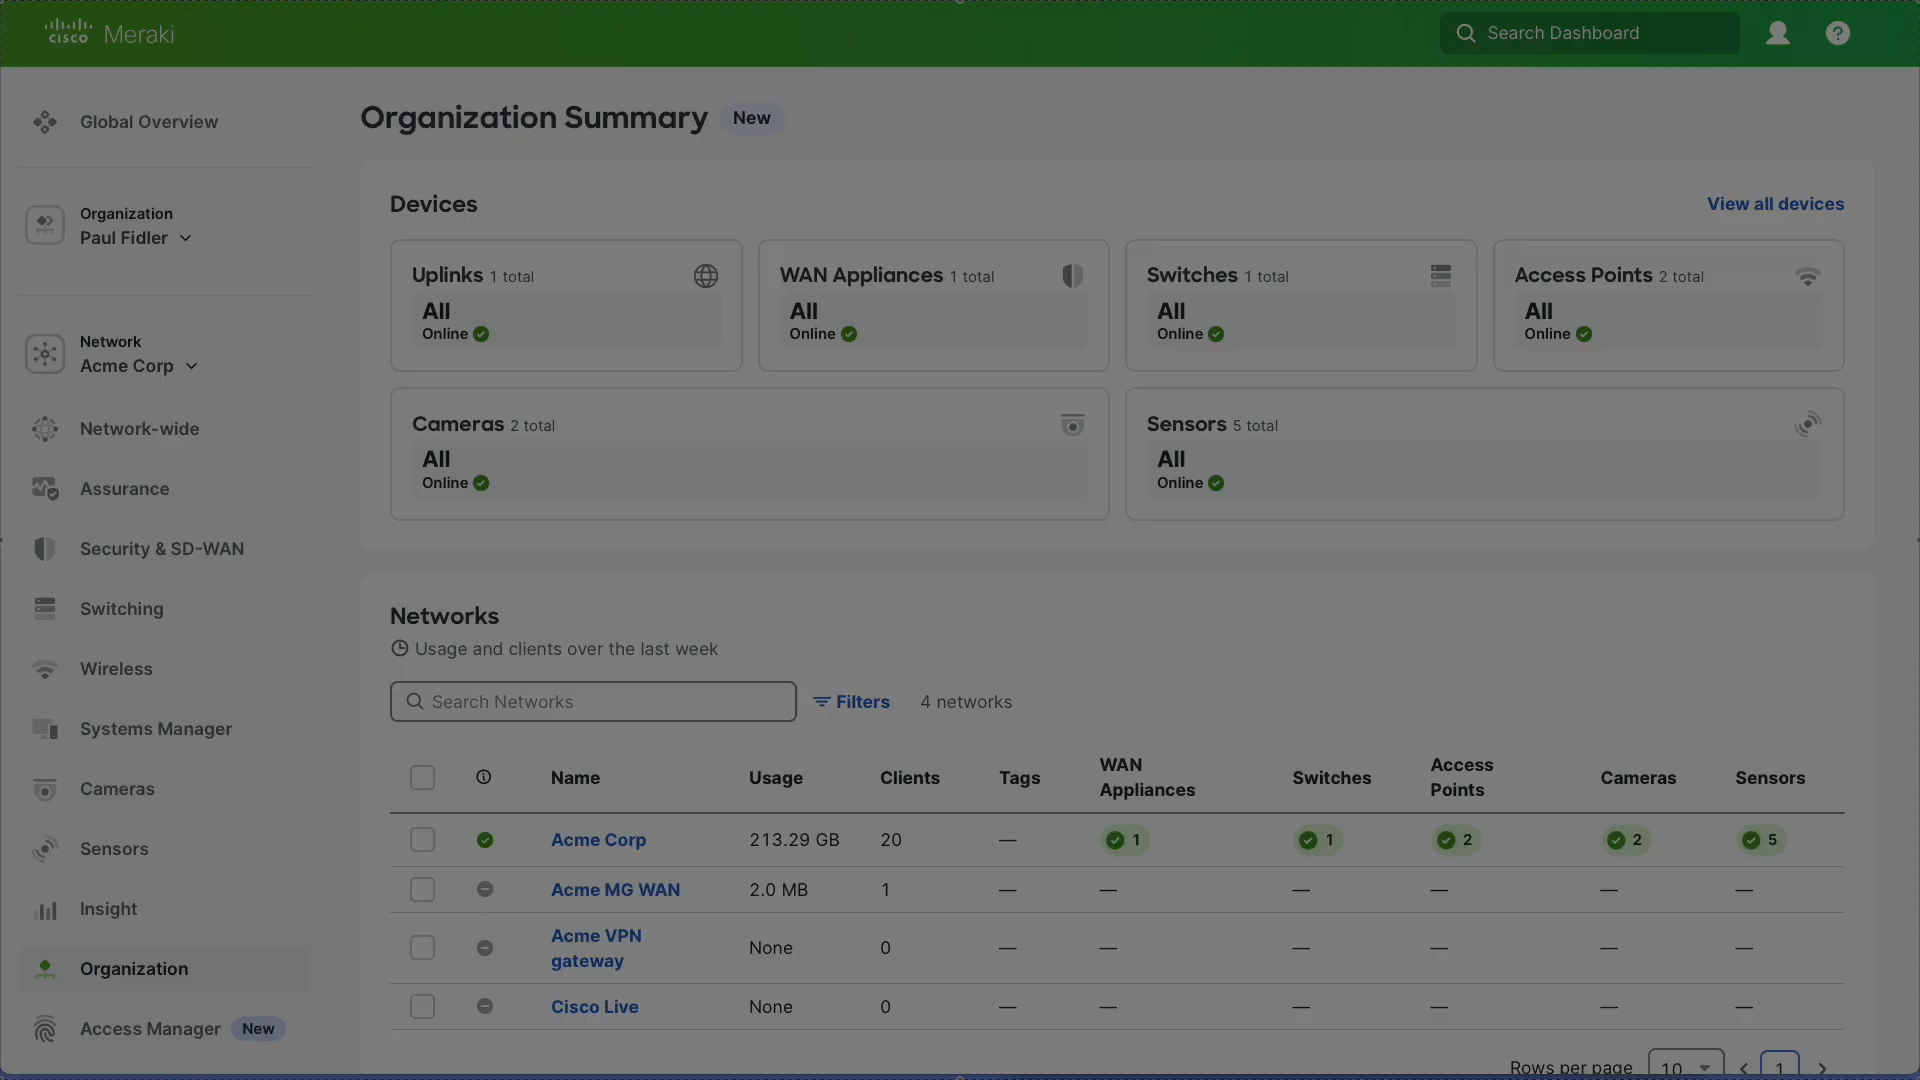 cisco Meraki
Search Dashboard
?
Global Overview
Organization
Paul Fidler
Network
Acme Corp
Network-wide
Assurance
Security & SD-WAN
Switching
Wireless
Systems Manager
Cameras
Sensors
Insight
Organization
Access Manager New
Organization Summary New
Devices
View all devices
Uplinks 1 total
All
Online
WAN Appliances 1 total
All
Online
Switches 1 total
All
Online
Access Points 2 total
All
Online
Cameras 2 total
All
Online
Sensors 5 total
All
Online
Networks
Usage and clients over the last week
Search Networks
Filters
4 networks
Name Usage Clients Tags WAN Appliances Switches Access Points Cameras Sensors
Acme Corp 213.29 GB 20 — 1 1 2 2 5
Acme MG WAN 2.0 MB 1 — — — — — —
Acme VPN gateway None 0 — — — — — —
Cisco Live None 0 — — — — — —
Rows per page 10 < 1 >